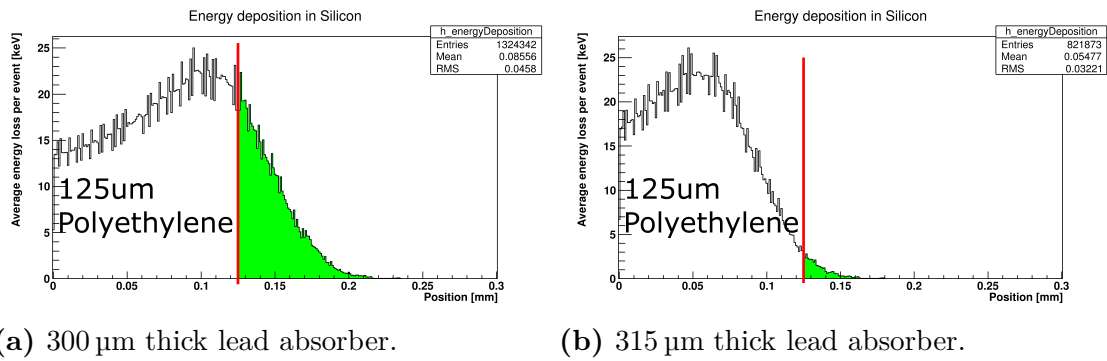 Energy deposition in Silicon
h_energyDeposition
Entries 1324342
Mean 0.08556
RMS 0.0458
Average energy loss per event [keV]
25
20
15
10
5
0
125um
Polyethylene
0 0.05 0.1 0.15 0.2 0.25 0.3
Position [mm]
(a) 300 µm thick lead absorber.
Energy deposition in Silicon
h_energyDeposition
Entries 821873
Mean 0.05477
RMS 0.03221
Average energy loss per event [keV]
25
20
15
10
5
0
125um
Polyethylene
0 0.05 0.1 0.15 0.2 0.25 0.3
Position [mm]
(b) 315 µm thick lead absorber.